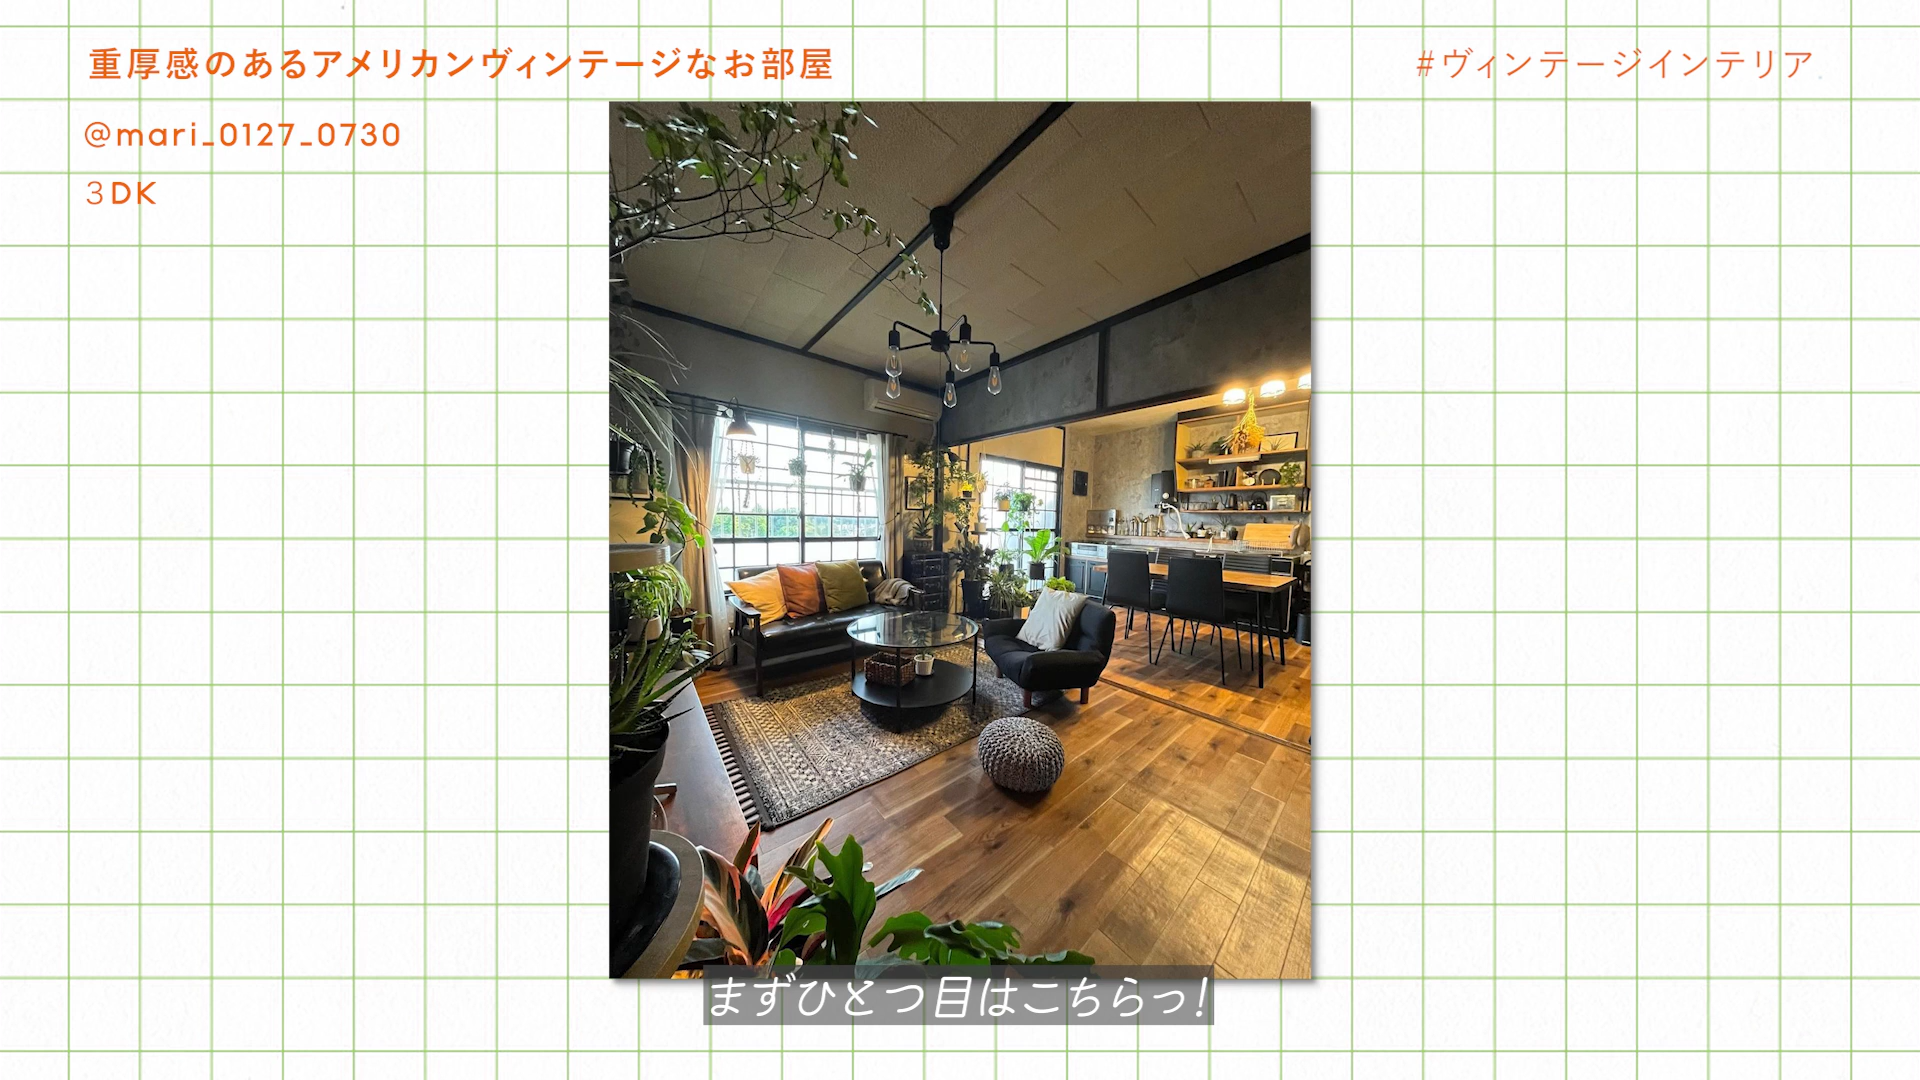 重厚感のあるアメリカンヴィンテージなお部屋
#ヴィンテージインテリア
@mari_0127_0730
3DK
まずひとつ目はこちらっ!